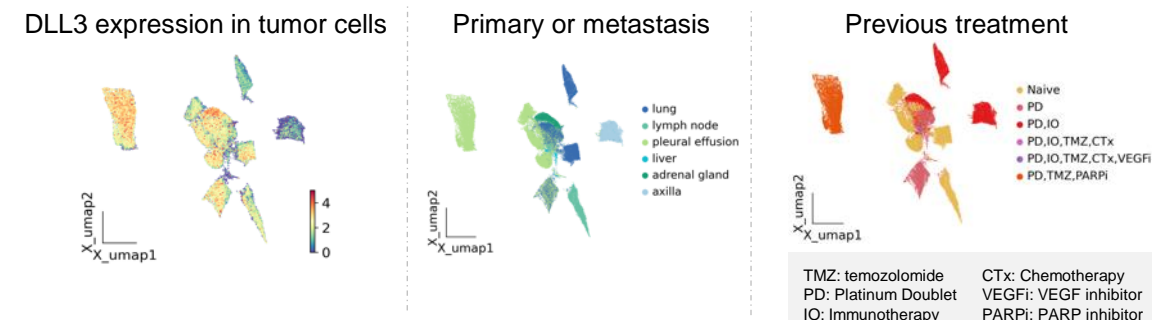 DLL3 expression in tumor cells
4
2
0
X_umap2
X_umap1
Primary or metastasis
lung
lymph node
pleural effusion
liver
adrenal gland
axilla
X_umap2
X_umap1
Previous treatment
Naive
PD
PD,IO
PD,IO,TMZ,CTx
PD,IO,TMZ,CTx,VEGFi
PD,TMZ,PARPi
X_umap2
X_umap1
TMZ: temozolomide
PD: Platinum Doublet
IO: Immunotherapy
CTx: Chemotherapy
VEGFi: VEGF inhibitor
PARPi: PARP inhibitor